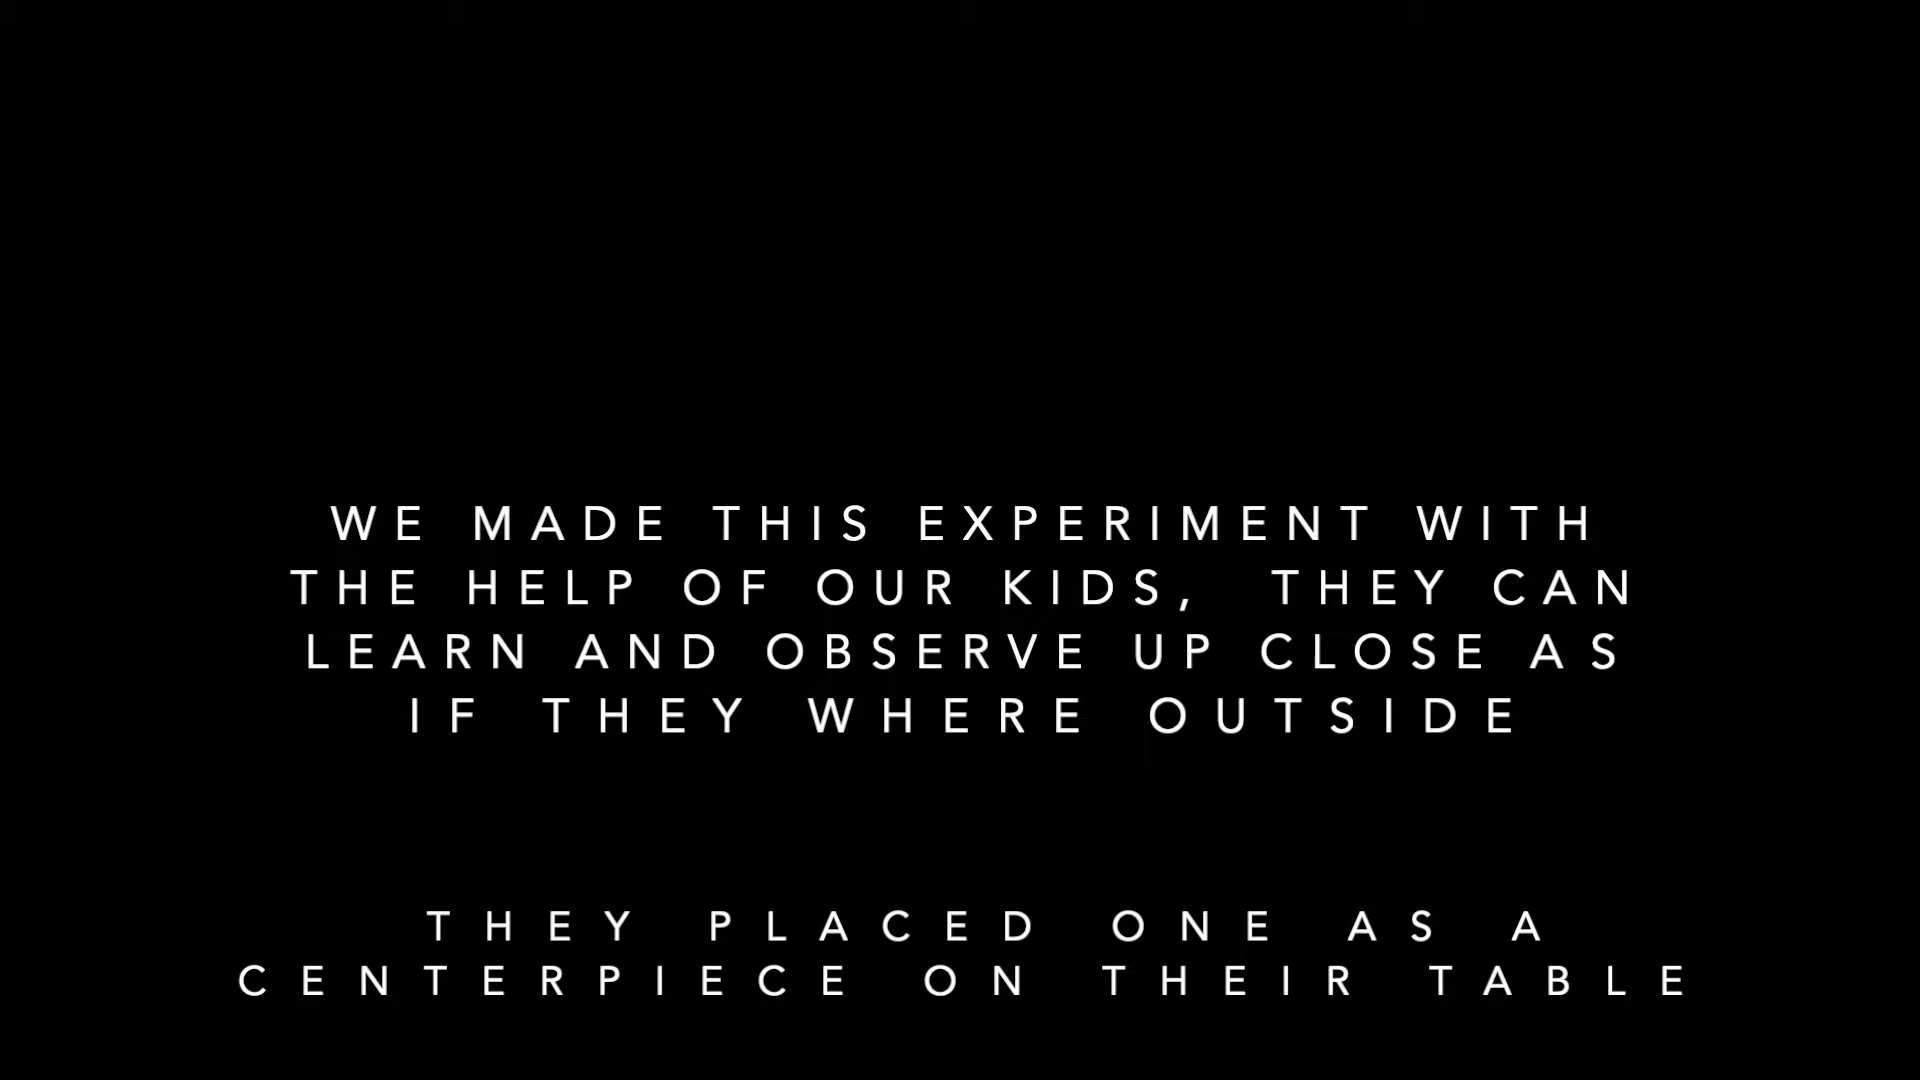 WE MADE THIS EXPERIMENT WITH
THE HELP OF OUR KIDS, THEY CAN
LEARN AND OBSERVE UP CLOSE AS
IF THEY WHERE OUTSIDE
THEY PLACED ONE AS A
CENTERPIECE ON THEIR TABLE